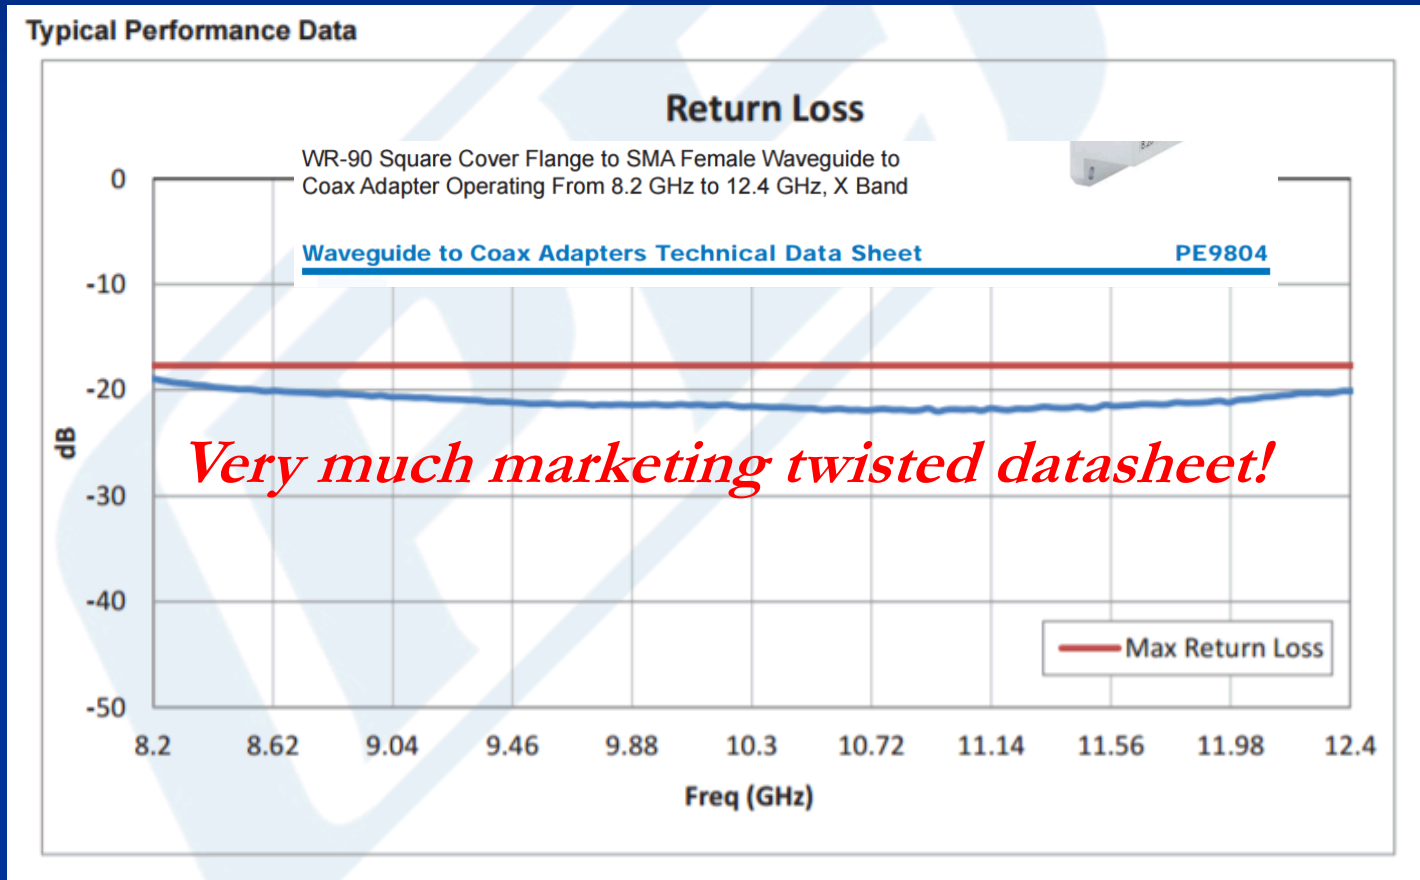 Typical Performance Data
Return Loss
WR-90 Square Cover Flange to SMA Female Waveguide to
Coax Adapter Operating From 8.2 GHz to 12.4 GHz, X Band
Waveguide to Coax Adapters Technical Data Sheet PE9804
0
-10
-20
dB
Very much marketing twisted datasheet!
-30
-40
Max Return Loss
-50
8.2 8.62 9.04 9.46 9.88 10.3 10.72 11.14 11.56 11.98 12.4
Freq (GHz)